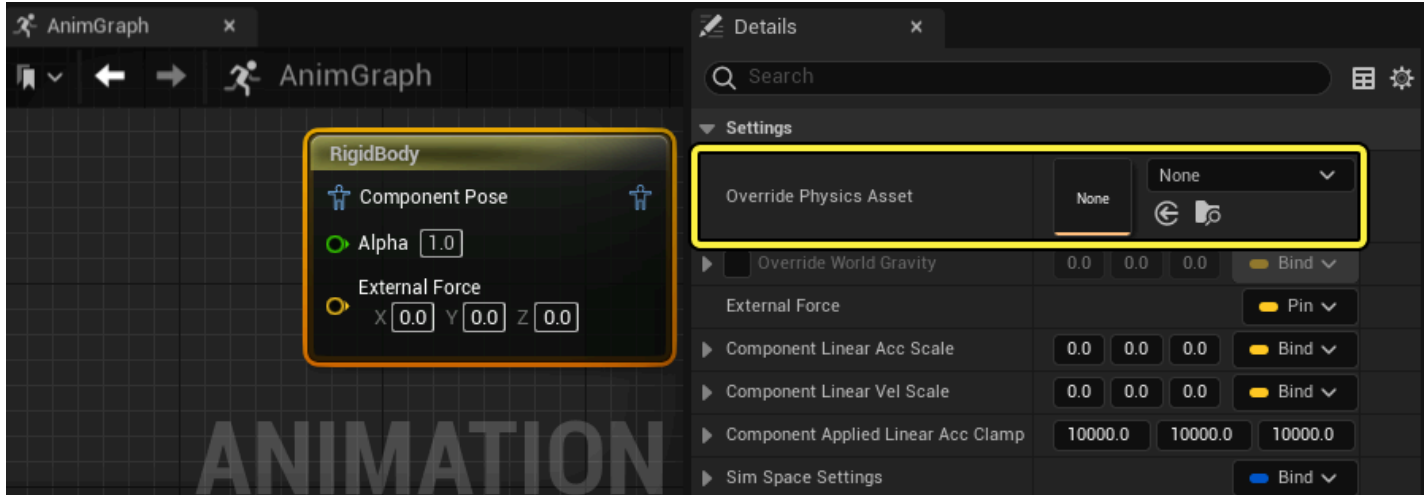 AnimGraph
AnimGraph
RigidBody
Component Pose
Alpha 1.0
External Force
X 0.0 Y 0.0 Z 0.0
ANIMATION
Details
Search
Settings
Override Physics Asset None None
Override World Gravity 0.0 0.0 0.0 Bind
External Force Pin
Component Linear Acc Scale 0.0 0.0 0.0 Bind
Component Linear Vel Scale 0.0 0.0 0.0 Bind
Component Applied Linear Acc Clamp 10000.0 10000.0 10000.0
Sim Space Settings Bind